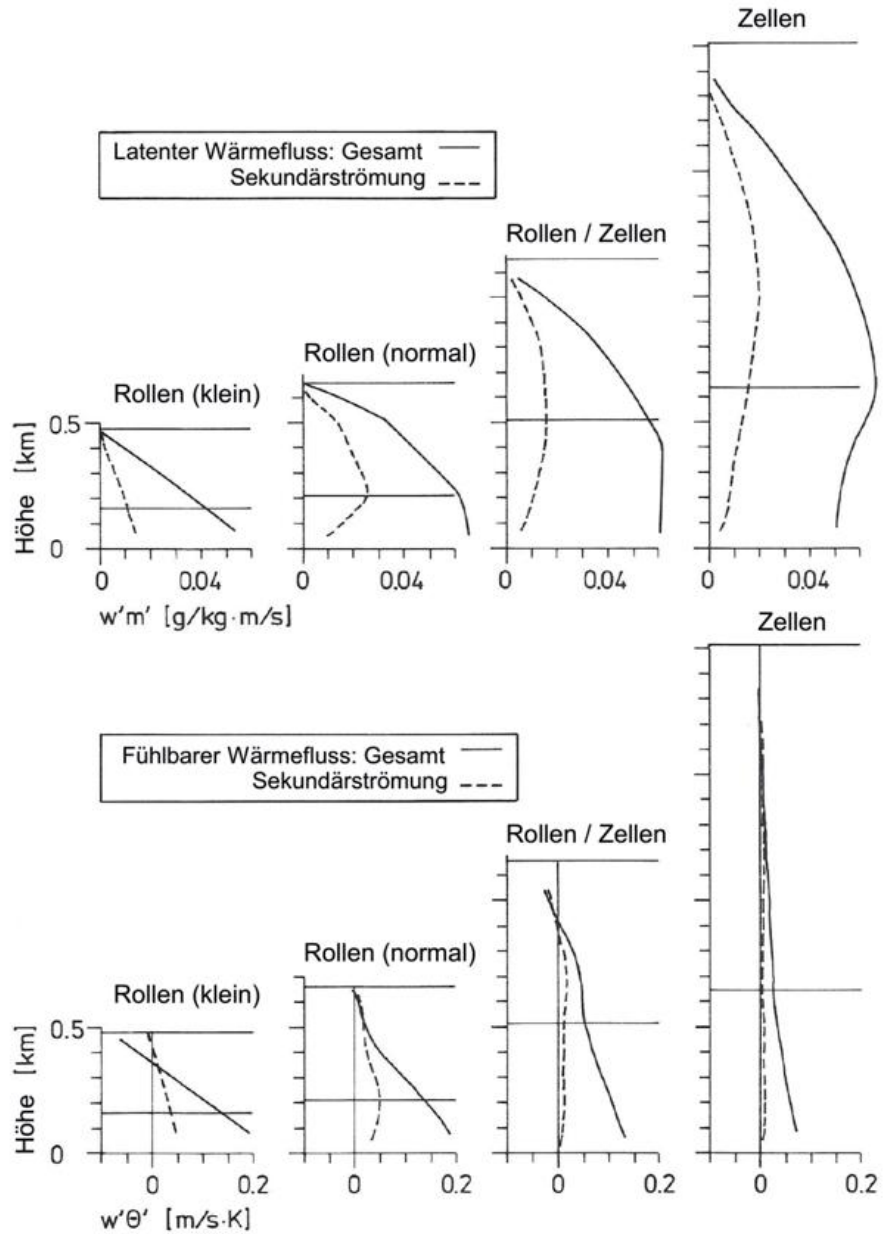 Zellen
Latenter Wärmefluss: Gesamt
Sekundärströmung
Rollen / Zellen
Rollen (normal)
Rollen (klein)
Höhe [km]
0.5
0
0 0.04
0 0.04
0 0.04
0 0.04
w'm' [g/kg·m/s]
Zellen
Fühlbarer Wärmefluss: Gesamt
Sekundärströmung
Rollen / Zellen
Rollen (normal)
Rollen (klein)
Höhe [km]
0.5
0
0 0.2
0 0.2
0 0.2
0 0.2
w'Θ' [m/s·K]